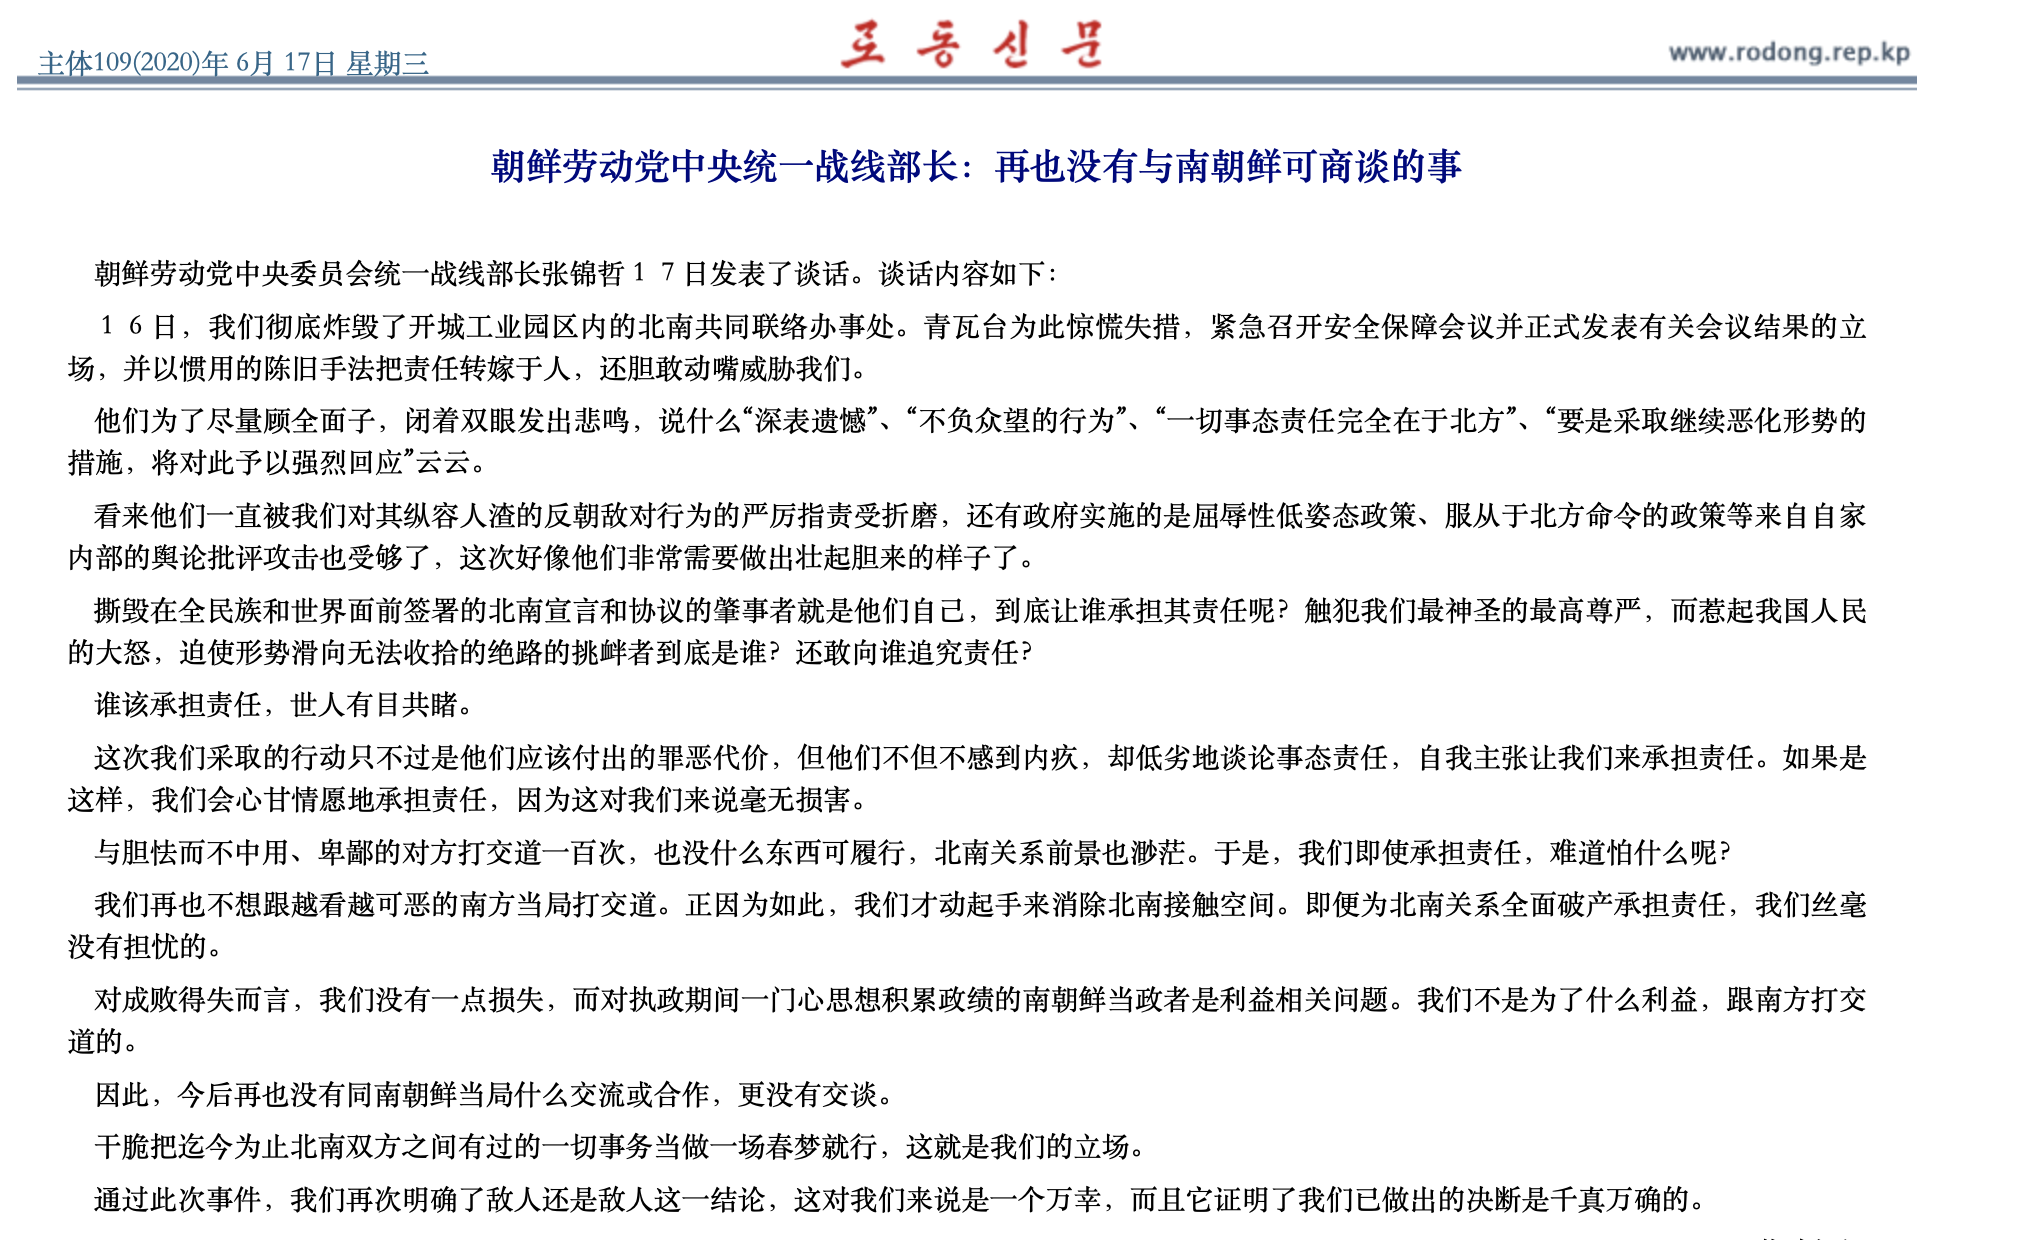 主体109(2020)年 6月 17日 星期三
로동신문
www.rodong.rep.kp
朝鲜劳动党中央统一战线部长：再也没有与南朝鲜可商谈的事
朝鲜劳动党中央委员会统一战线部长张锦哲１７日发表了谈话。谈话内容如下：
１６日，我们彻底炸毁了开城工业园区内的北南共同联络办事处。青瓦台为此惊慌失措，紧急召开安全保障会议并正式发表有关会议结果的立
场，并以惯用的陈旧手法把责任转嫁于人，还胆敢动嘴威胁我们。
他们为了尽量顾全面子，闭着双眼发出悲鸣，说什么“深表遗憾”、“不负众望的行为”、“一切事态责任完全在于北方”、“要是采取继续恶化形势的
措施，将对此予以强烈回应”云云。
看来他们一直被我们对其纵容人渣的反朝敌对行为的严厉指责受折磨，还有政府实施的是屈辱性低姿态政策、服从于北方命令的政策等来自自家
内部的舆论批评攻击也受够了，这次好像他们非常需要做出壮起胆来的样子了。
撕毁在全民族和世界面前签署的北南宣言和协议的肇事者就是他们自己，到底让谁承担其责任呢？触犯我们最神圣的最高尊严，而惹起我国人民
的大怒，迫使形势滑向无法收拾的绝路的挑衅者到底是谁？还敢向谁追究责任？
谁该承担责任，世人有目共睹。
这次我们采取的行动只不过是他们应该付出的罪恶代价，但他们不但不感到内疚，却低劣地谈论事态责任，自我主张让我们来承担责任。如果是
这样，我们会心甘情愿地承担责任，因为这对我们来说毫无损害。
与胆怯而不中用、卑鄙的对方打交道一百次，也没什么东西可履行，北南关系前景也渺茫。于是，我们即使承担责任，难道怕什么呢？
我们再也不想跟越看越可恶的南方当局打交道。正因为如此，我们才动起手来消除北南接触空间。即便为北南关系全面破产承担责任，我们丝毫
没有担忧的。
对成败得失而言，我们没有一点损失，而对执政期间一门心思想积累政绩的南朝鲜当政者是利益相关问题。我们不是为了什么利益，跟南方打交
道的。
因此，今后再也没有同南朝鲜当局什么交流或合作，更没有交谈。
干脆把迄今为止北南双方之间有过的一切事务当做一场春梦就行，这就是我们的立场。
通过此次事件，我们再次明确了敌人还是敌人这一结论，这对我们来说是一个万幸，而且它证明了我们已做出的决断是千真万确的。